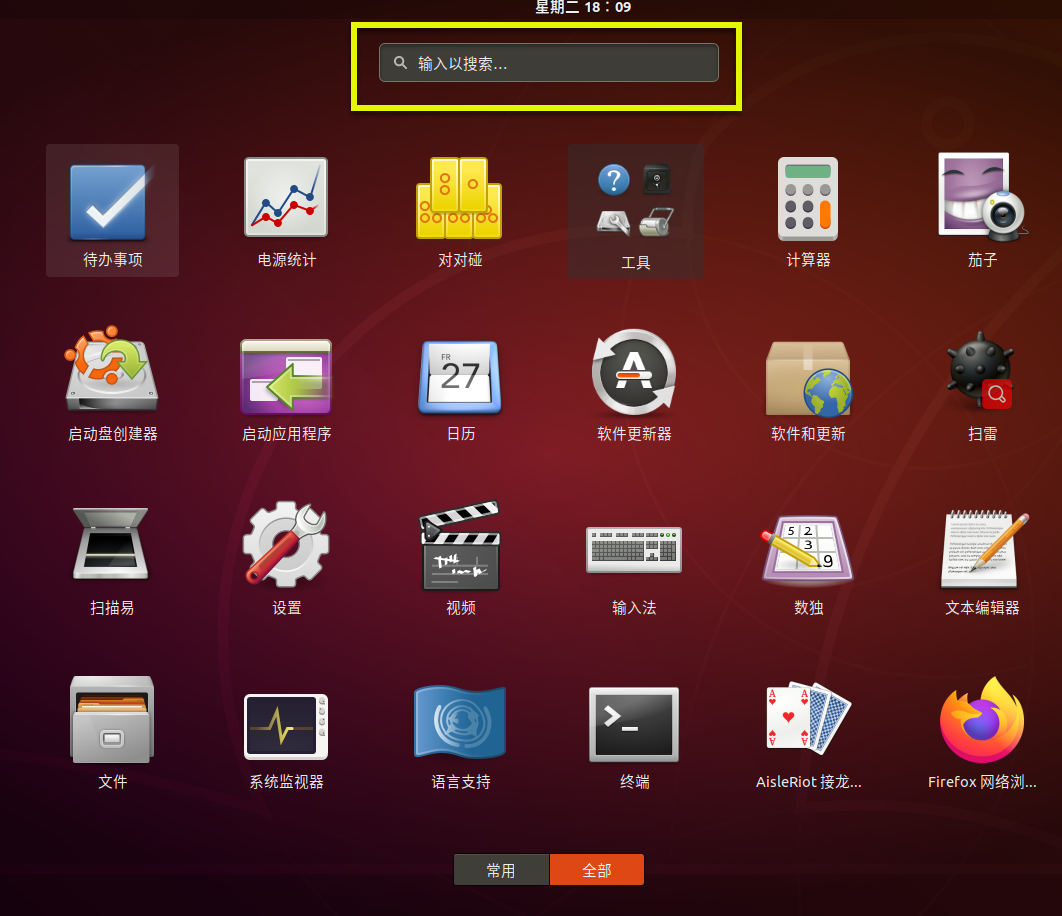 星期二 18：09
输入以搜索...
待办事项
电源统计
对对碰
工具
计算器
茄子
启动盘创建器
启动应用程序
FR
27
日历
软件更新器
软件和更新
扫雷
扫描易
设置
视频
输入法
5 2
3
9
数独
文本编辑器
文件
系统监视器
语言支持
终端
AisleRiot 接龙...
Firefox 网络浏...
常用
全部